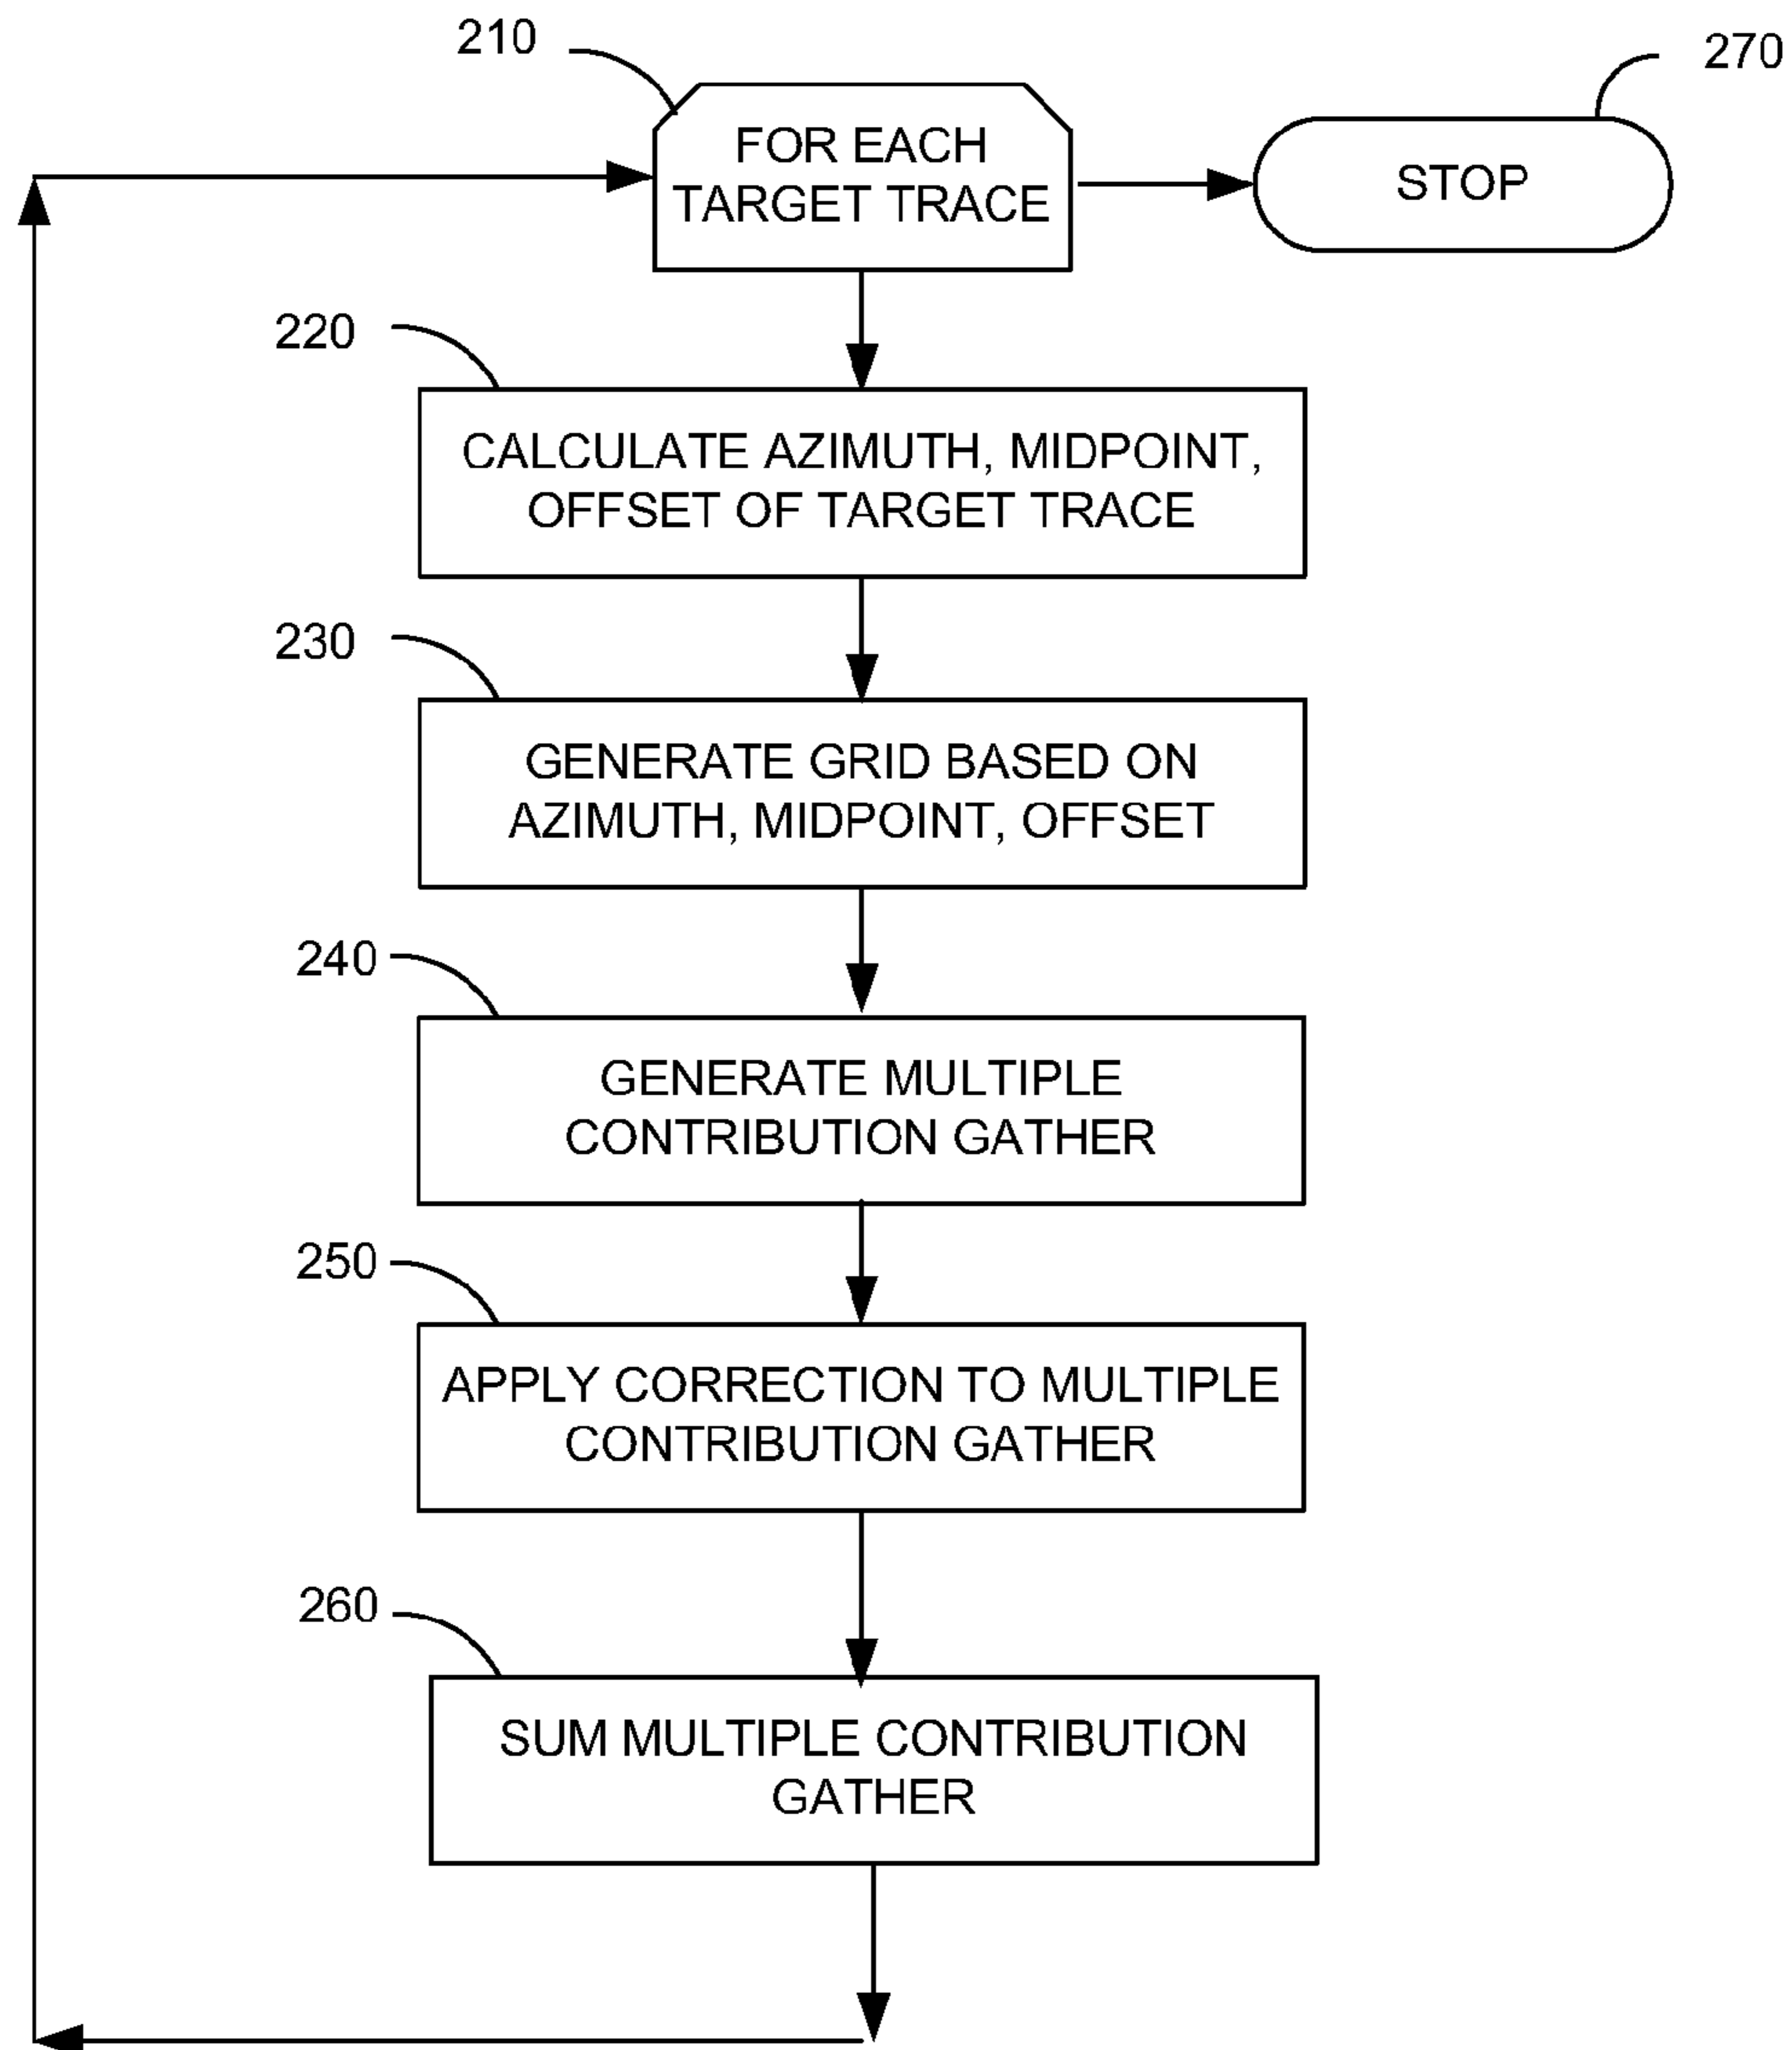 210
270
FOR EACH
TARGET TRACE
STOP
220
CALCULATE AZIMUTH, MIDPOINT,
OFFSET OF TARGET TRACE
230
GENERATE GRID BASED ON
AZIMUTH, MIDPOINT, OFFSET
240
GENERATE MULTIPLE
CONTRIBUTION GATHER
250
APPLY CORRECTION TO MULTIPLE
CONTRIBUTION GATHER
260
SUM MULTIPLE CONTRIBUTION
GATHER